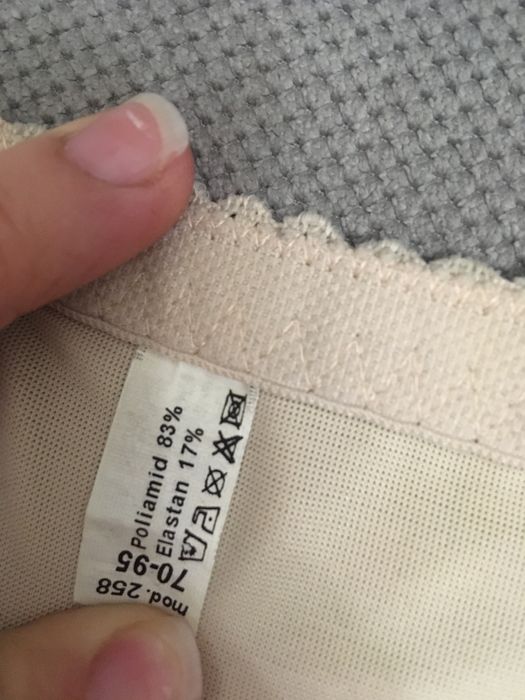 mod. 258
70-95
Poliamid 83%
Elastan 17%